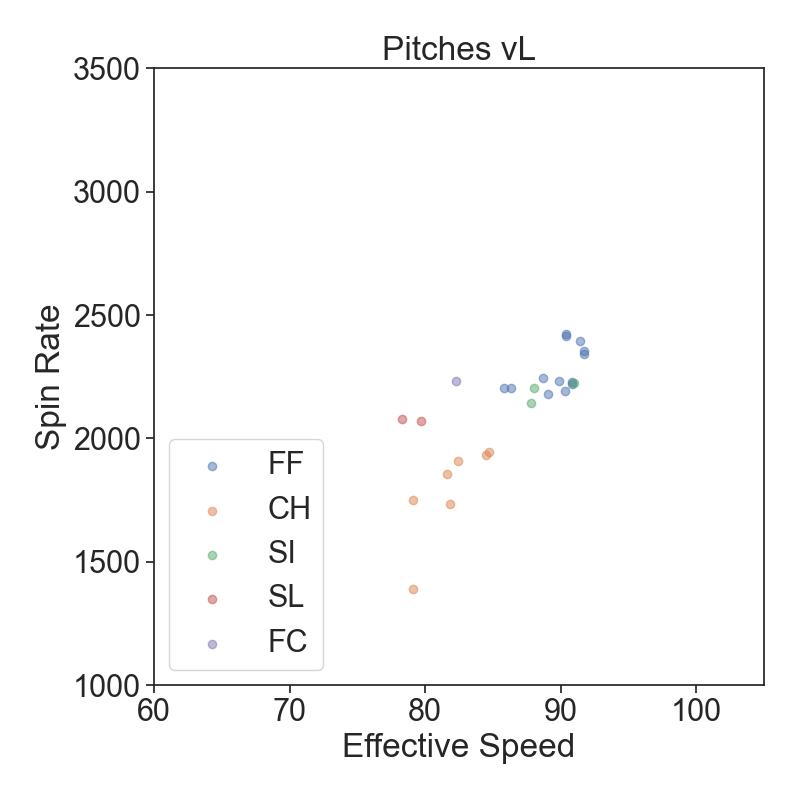 Pitches vL
3500
3000
2500
2000
1500
1000
Spin Rate
FF
CH
SI
SL
FC
60 70 80 90 100
Effective Speed